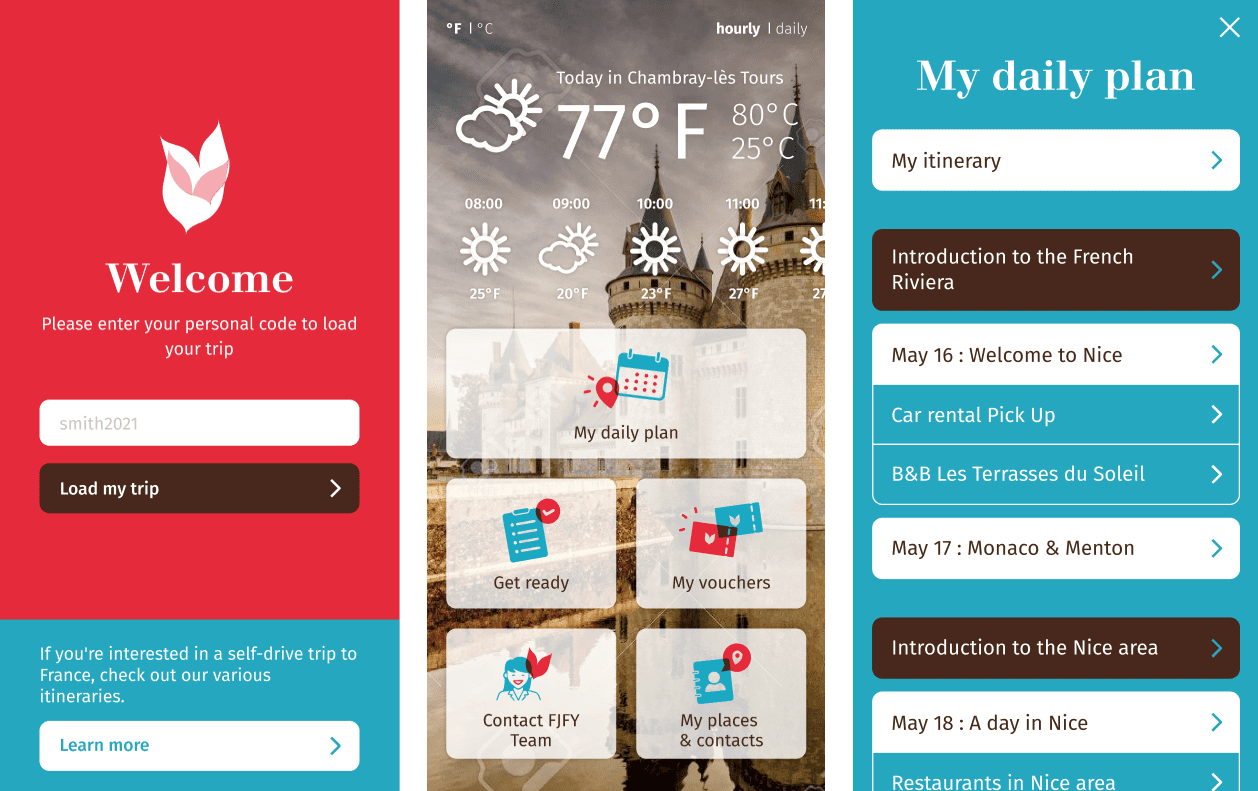 Welcome
Please enter your personal code to load
your trip
smith2021
Load my trip
If you're interested in a self-drive trip to
France, check out our various
itineraries.
Learn more
°F | °C
hourly | daily
Today in Chambray-lès Tours
77° F
80°C
25°C
08:00 09:00 10:00 11:00 11:
25°F 20°F 23°F 27°F 27
My daily plan
Get ready
My vouchers
Contact FJFY
Team
My places
& contacts
My daily plan
My itinerary
Introduction to the French
Riviera
May 16 : Welcome to Nice
Car rental Pick Up
B&B Les Terrasses du Soleil
May 17 : Monaco & Menton
Introduction to the Nice area
May 18 : A day in Nice
Restaurants in Nice area